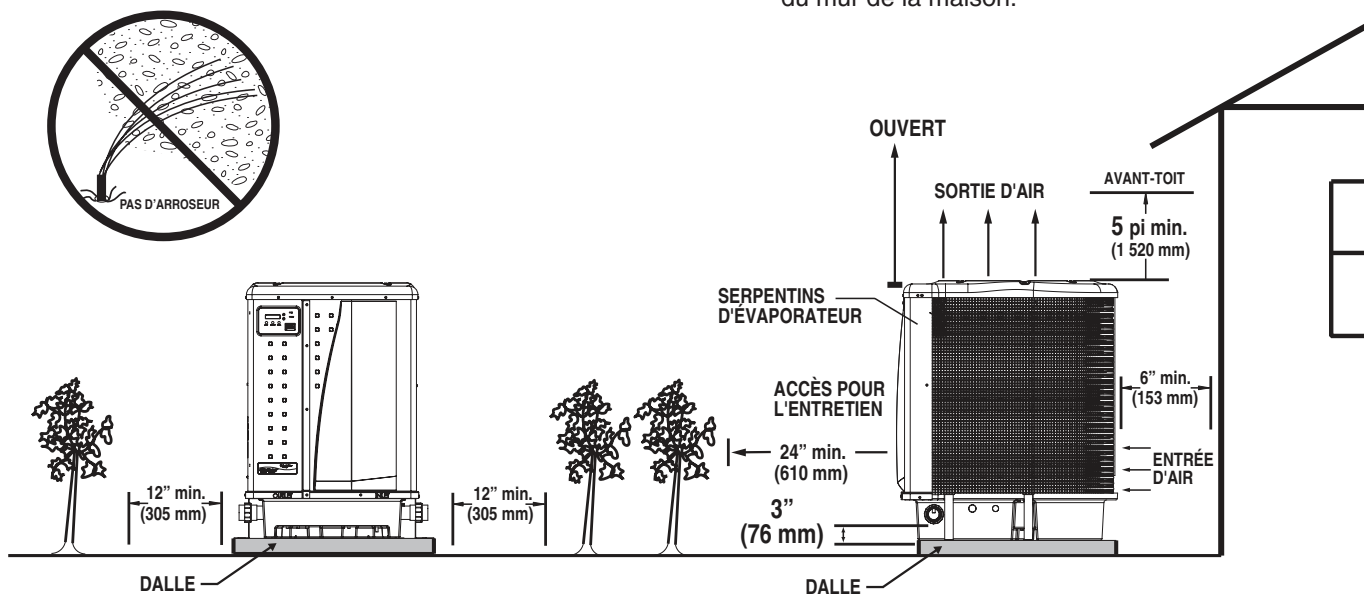 du mur de la maison.
PAS D'ARROSEUR
OUVERT
SORTIE D'AIR
AVANT-TOIT
5 pi min.
(1 520 mm)
SERPENTINS
D'ÉVAPORATEUR
ACCÈS POUR
L'ENTRETIEN
24” min.
(610 mm)
6” min.
(153 mm)
ENTRÉE
D'AIR
3”
(76 mm)
12” min.
(305 mm)
OUTLET
INLET
12” min.
(305 mm)
DALLE
DALLE